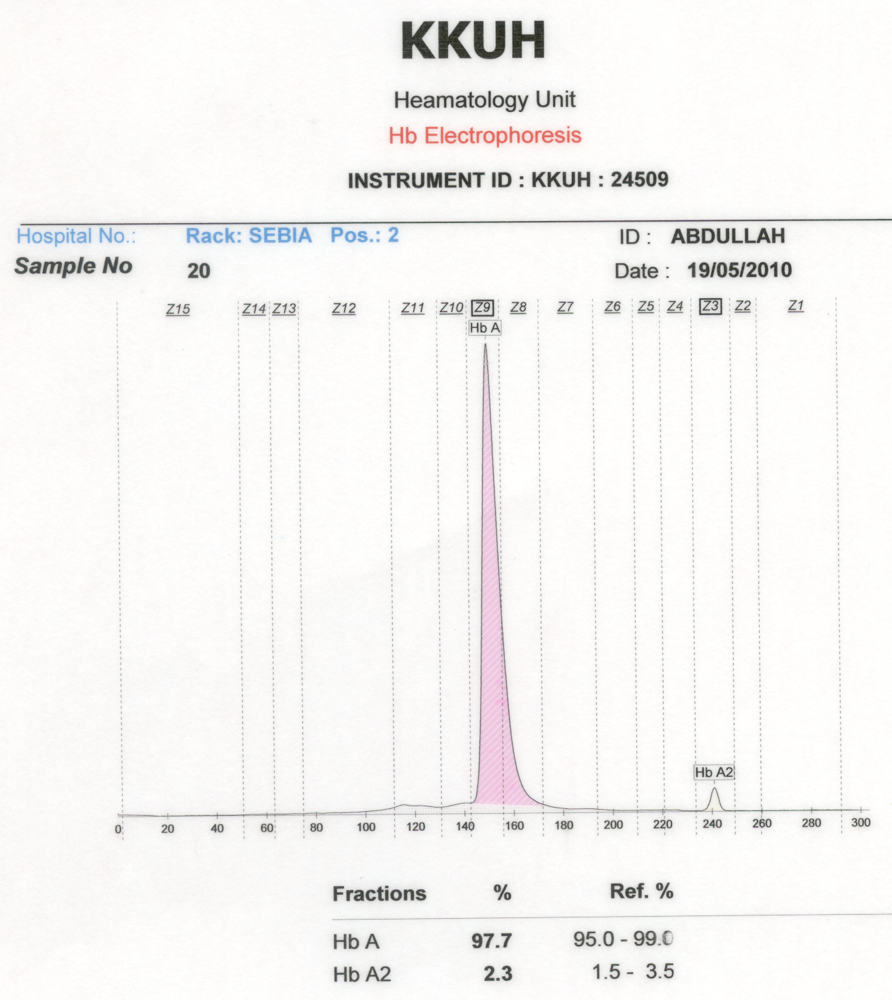 KKUH
Heamatology Unit
Hb Electrophoresis
INSTRUMENT ID : KKUH : 24509
Hospital No.: Rack: SEBIA Pos.: 2 ID : ABDULLAH
Sample No 20 Date : 19/05/2010
Z15 Z14 Z13 Z12 Z11 Z10 Z9 Z8 Z7 Z6 Z5 Z4 Z3 Z2 Z1
Hb A
Hb A2
0 20 40 60 80 100 120 140 160 180 200 220 240 260 280 300
Fractions % Ref. %
Hb A 97.7 95.0 - 99.0
Hb A2 2.3 1.5 - 3.5